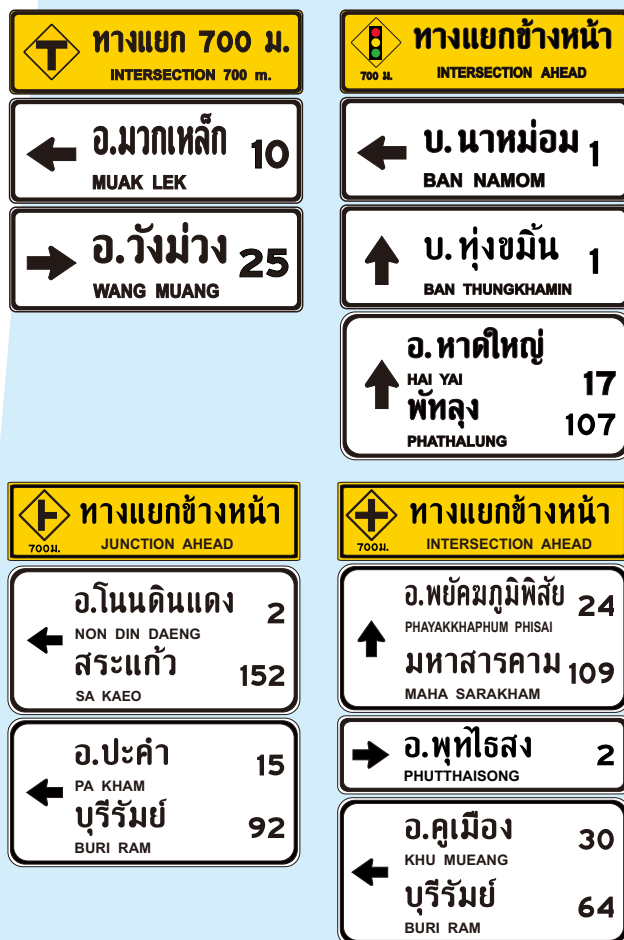 ทางแยก 700 ม.
INTERSECTION 700 m.
อ.มวกเหล็ก 10
MUAK LEK
อ.วังม่วง 25
WANG MUANG
ทางแยกข้างหน้า
700 ม. INTERSECTION AHEAD
บ.นาหม่อม 1
BAN NAMOM
บ.ทุ่งขมิ้น 1
BAN THUNGKHAMIN
อ.หาดใหญ่
HAI YAI 17
พัทลุง 107
PHATHALUNG
ทางแยกข้างหน้า
700ม. JUNCTION AHEAD
อ.โนนดินแดง 2
NON DIN DAENG
สระแก้ว 152
SA KAEO
อ.ปะคำ 15
PA KHAM
บุรีรัมย์ 92
BURI RAM
ทางแยกข้างหน้า
700ม. INTERSECTION AHEAD
อ.พยัคฆภูมิพิสัย 24
PHAYAKKHAPHUM PHISAI
มหาสารคาม 109
MAHA SARAKHAM
อ.พุทไธสง 2
PHUTTHAISONG
อ.คูเมือง 30
KHU MUEANG
บุรีรัมย์ 64
BURI RAM